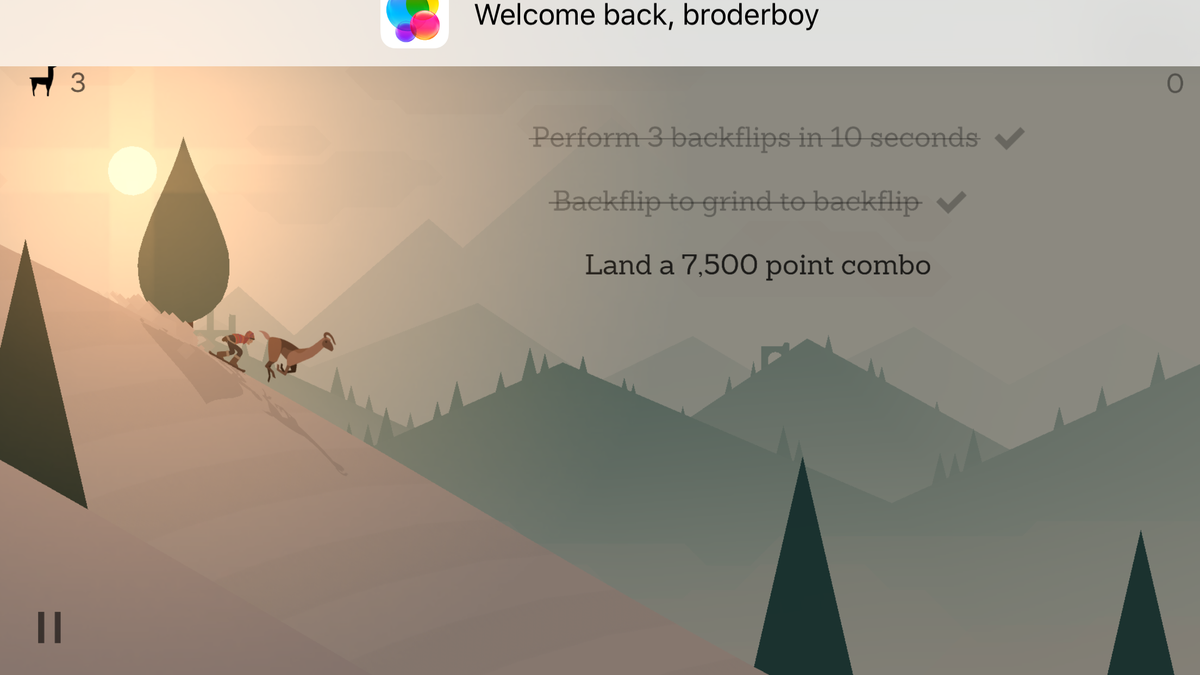 Welcome back, broderboy
3
0
Perform 3 backflips in 10 seconds
Backflip to grind to backflip
Land a 7,500 point combo